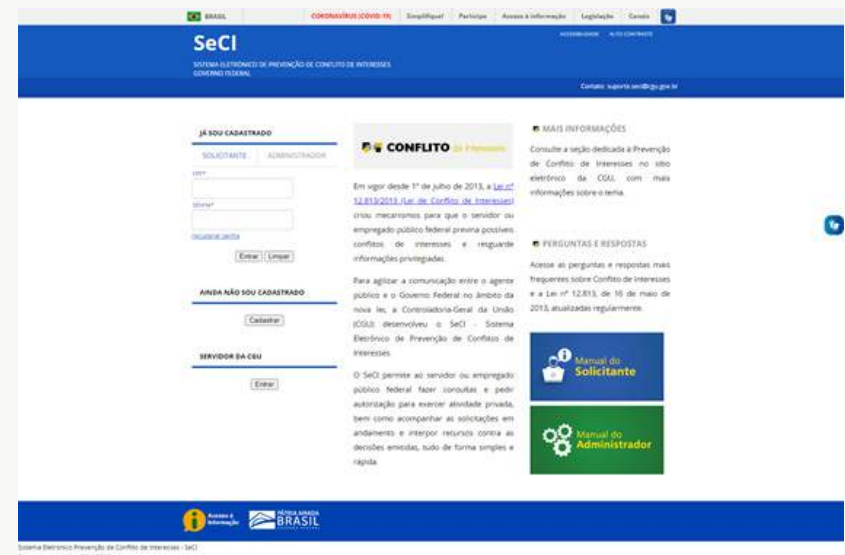 BRASIL
CORONAVÍRUS (COVID-19)
Simplifique!
Participe
Acesso à informação
Legislação
Canais
ACESSIBILIDADE
ALTO CONTRASTE
SeCI
SISTEMA ELETRÔNICO DE PREVENÇÃO DE CONFLITO DE INTERESSES
GOVERNO FEDERAL
Contato: suporte.seci@cgu.gov.br
JÁ SOU CADASTRADO
SOLICITANTE
ADMINISTRADOR
CPF*
Senha*
recuperar senha
Entrar
Limpar
AINDA NÃO SOU CADASTRADO
Cadastrar
SERVIDOR DA CGU
Entrar
CONFLITO de Interesses
Em vigor desde 1º de julho de 2013, a Lei nº
12.813/2013 (Lei de Conflito de Interesses)
criou mecanismos para que o servidor ou
empregado público federal previna possíveis
conflitos de interesses e resguarde
informações privilegiadas.
Para agilizar a comunicação entre o agente
público e o Governo Federal no âmbito da
nova lei, a Controladoria-Geral da União
(CGU) desenvolveu o SeCI - Sistema
Eletrônico de Prevenção de Conflitos de
Interesses.
O SeCI permite ao servidor ou empregado
público federal fazer consultas e pedir
autorização para exercer atividade privada,
bem como acompanhar as solicitações em
andamento e interpor recursos contra as
decisões emitidas, tudo de forma simples e
rápida.
MAIS INFORMAÇÕES
Consulte a seção dedicada à Prevenção
de Conflito de Interesses no sítio
eletrônico da CGU, com mais
informações sobre o tema.
PERGUNTAS E RESPOSTAS
Acesse as perguntas e respostas mais
frequentes sobre Conflito de Interesses
e a Lei nº 12.813, de 16 de maio de
2013, atualizadas regularmente.
Manual do
Solicitante
Manual do
Administrador
Acesso à
Informação
PÁTRIA AMADA
BRASIL
Sistema Eletronico Prevenção de Conflito de Interesses - SeCI